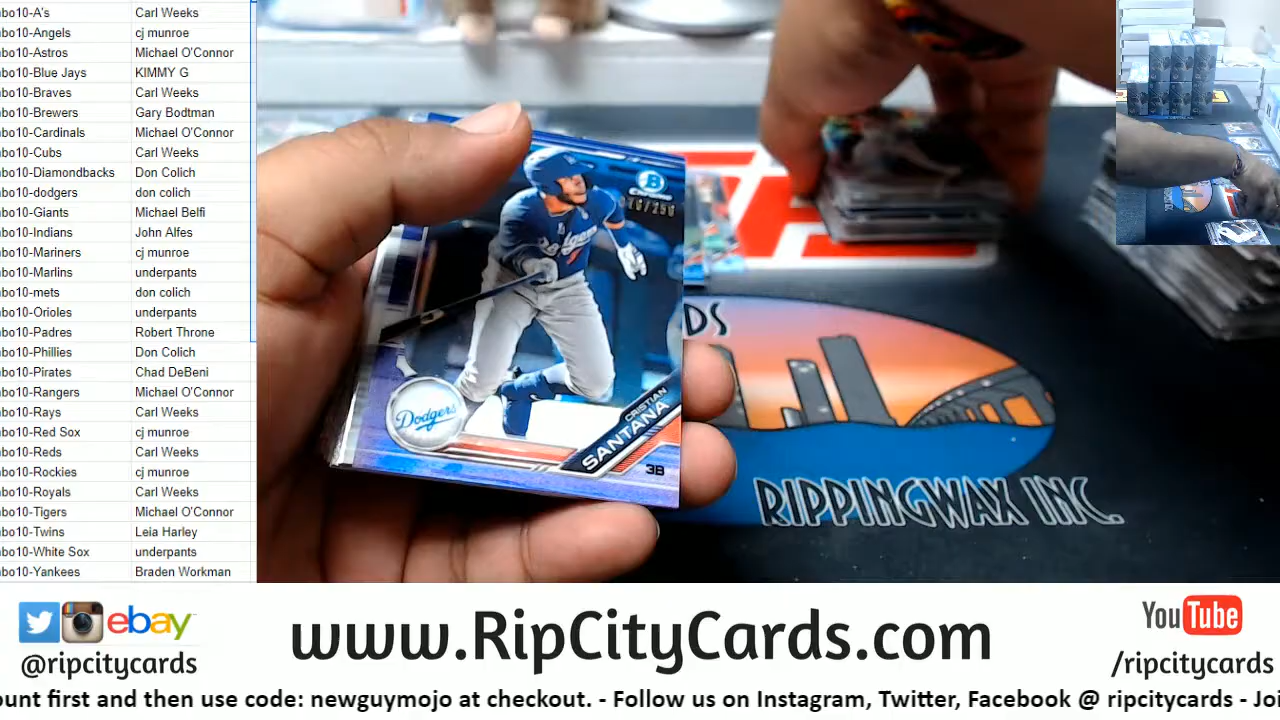 bo10-A's Carl Weeks
bo10-Angels cj munroe
bo10-Astros Michael O'Connor
bo10-Blue Jays KIMMY G
bo10-Braves Carl Weeks
bo10-Brewers Gary Bodtman
bo10-Cardinals Michael O'Connor
bo10-Cubs Carl Weeks
bo10-Diamondbacks Don Colich
bo10-dodgers don colich
bo10-Giants Michael Belfi
bo10-Indians John Alfes
bo10-Mariners cj munroe
bo10-Marlins underpants
bo10-mets don colich
bo10-Orioles underpants
bo10-Padres Robert Throne
bo10-Phillies Don Colich
bo10-Pirates Chad DeBeni
bo10-Rangers Michael O'Connor
bo10-Rays Carl Weeks
bo10-Red Sox cj munroe
bo10-Reds Carl Weeks
bo10-Rockies cj munroe
bo10-Royals Carl Weeks
bo10-Tigers Michael O'Connor
bo10-Twins Leia Harley
bo10-White Sox underpants
bo10-Yankees Braden Workman
B
Dodgers
Dodgers
CRISTIAN
SANTANA
3B
DS
RIPPINGWAX INC.
ebay
@ripcitycards
www.RipCityCards.com
YouTube
/ripcitycards
ount first and then use code: newguymojo at checkout. - Follow us on Instagram, Twitter, Facebook @ ripcitycards - Joi